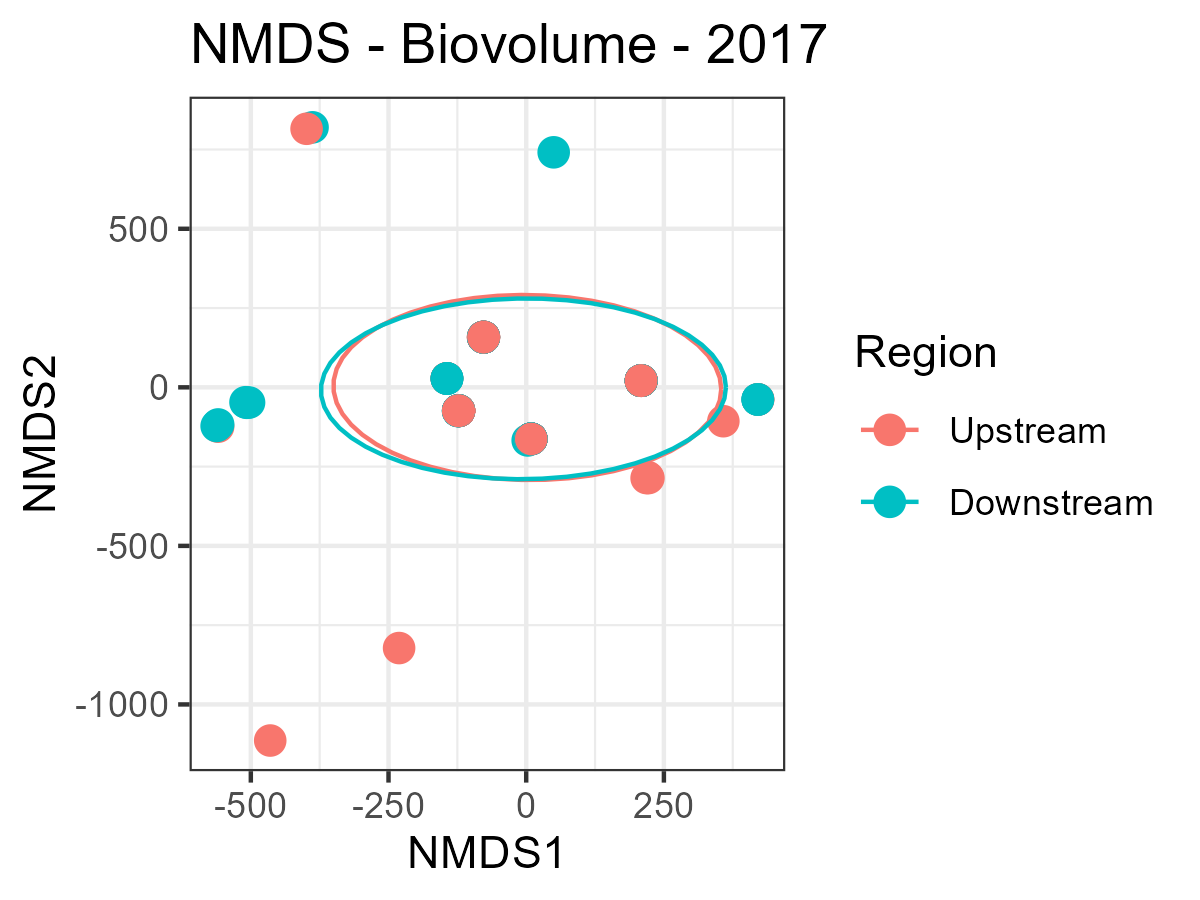 NMDS - Biovolume - 2017
NMDS2
500
0
-500
-1000
-500
-250
0
250
NMDS1
Region
Upstream
Downstream